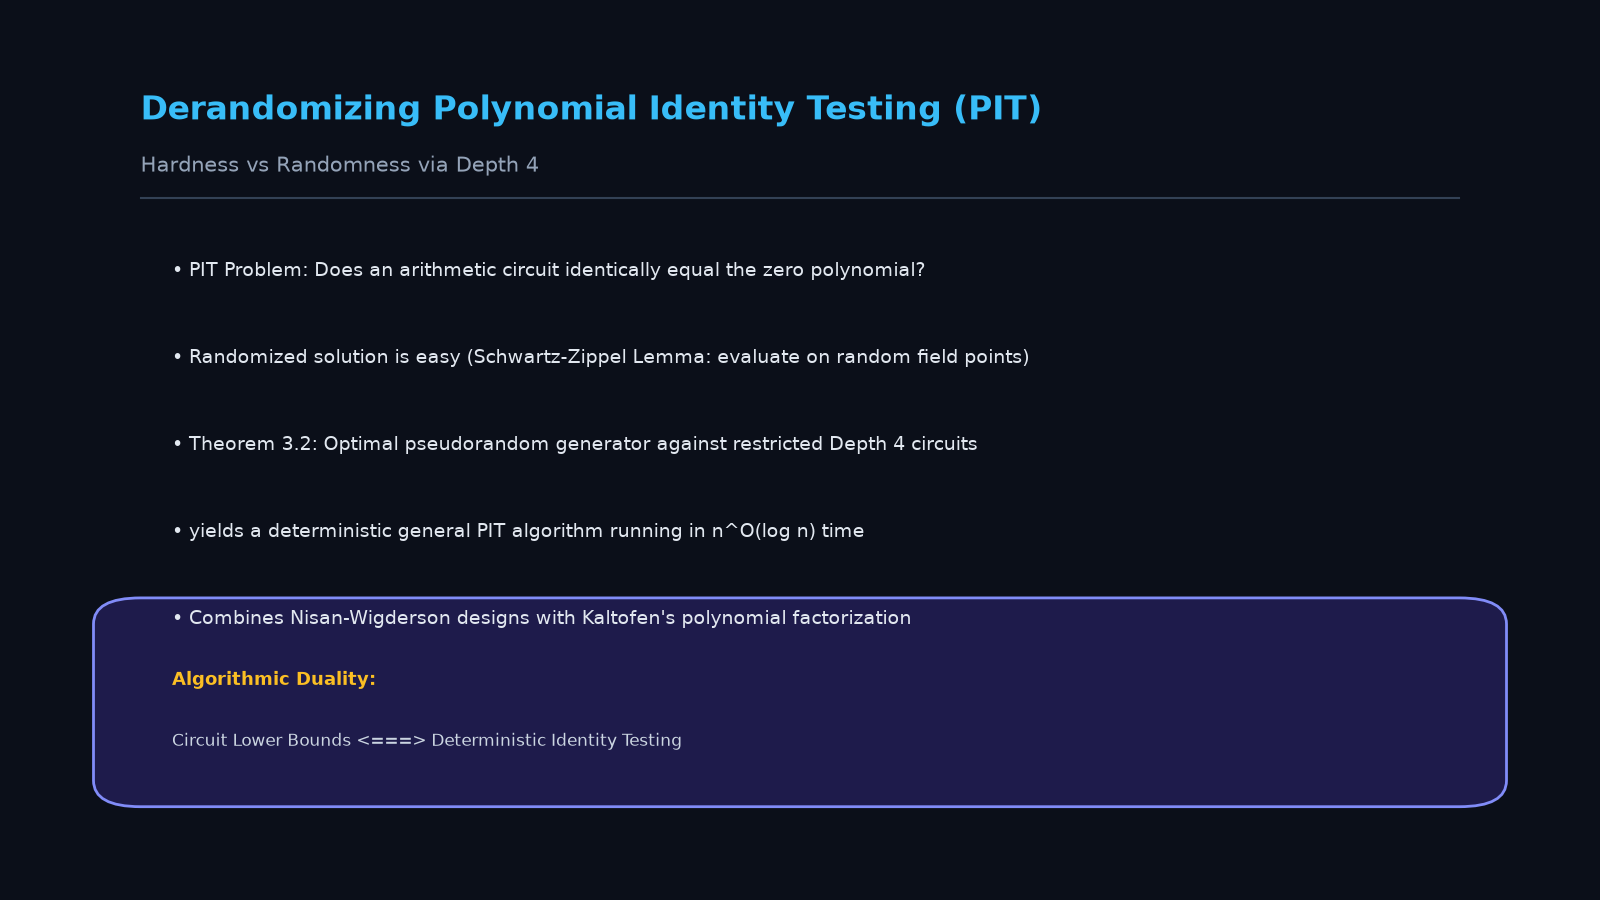 Derandomizing Polynomial Identity Testing (PIT)
Hardness vs Randomness via Depth 4
• PIT Problem: Does an arithmetic circuit identically equal the zero polynomial?
• Randomized solution is easy (Schwartz-Zippel Lemma: evaluate on random field points)
• Theorem 3.2: Optimal pseudorandom generator against restricted Depth 4 circuits
• yields a deterministic general PIT algorithm running in n^O(log n) time
• Combines Nisan-Wigderson designs with Kaltofen's polynomial factorization
Algorithmic Duality:
Circuit Lower Bounds <===> Deterministic Identity Testing